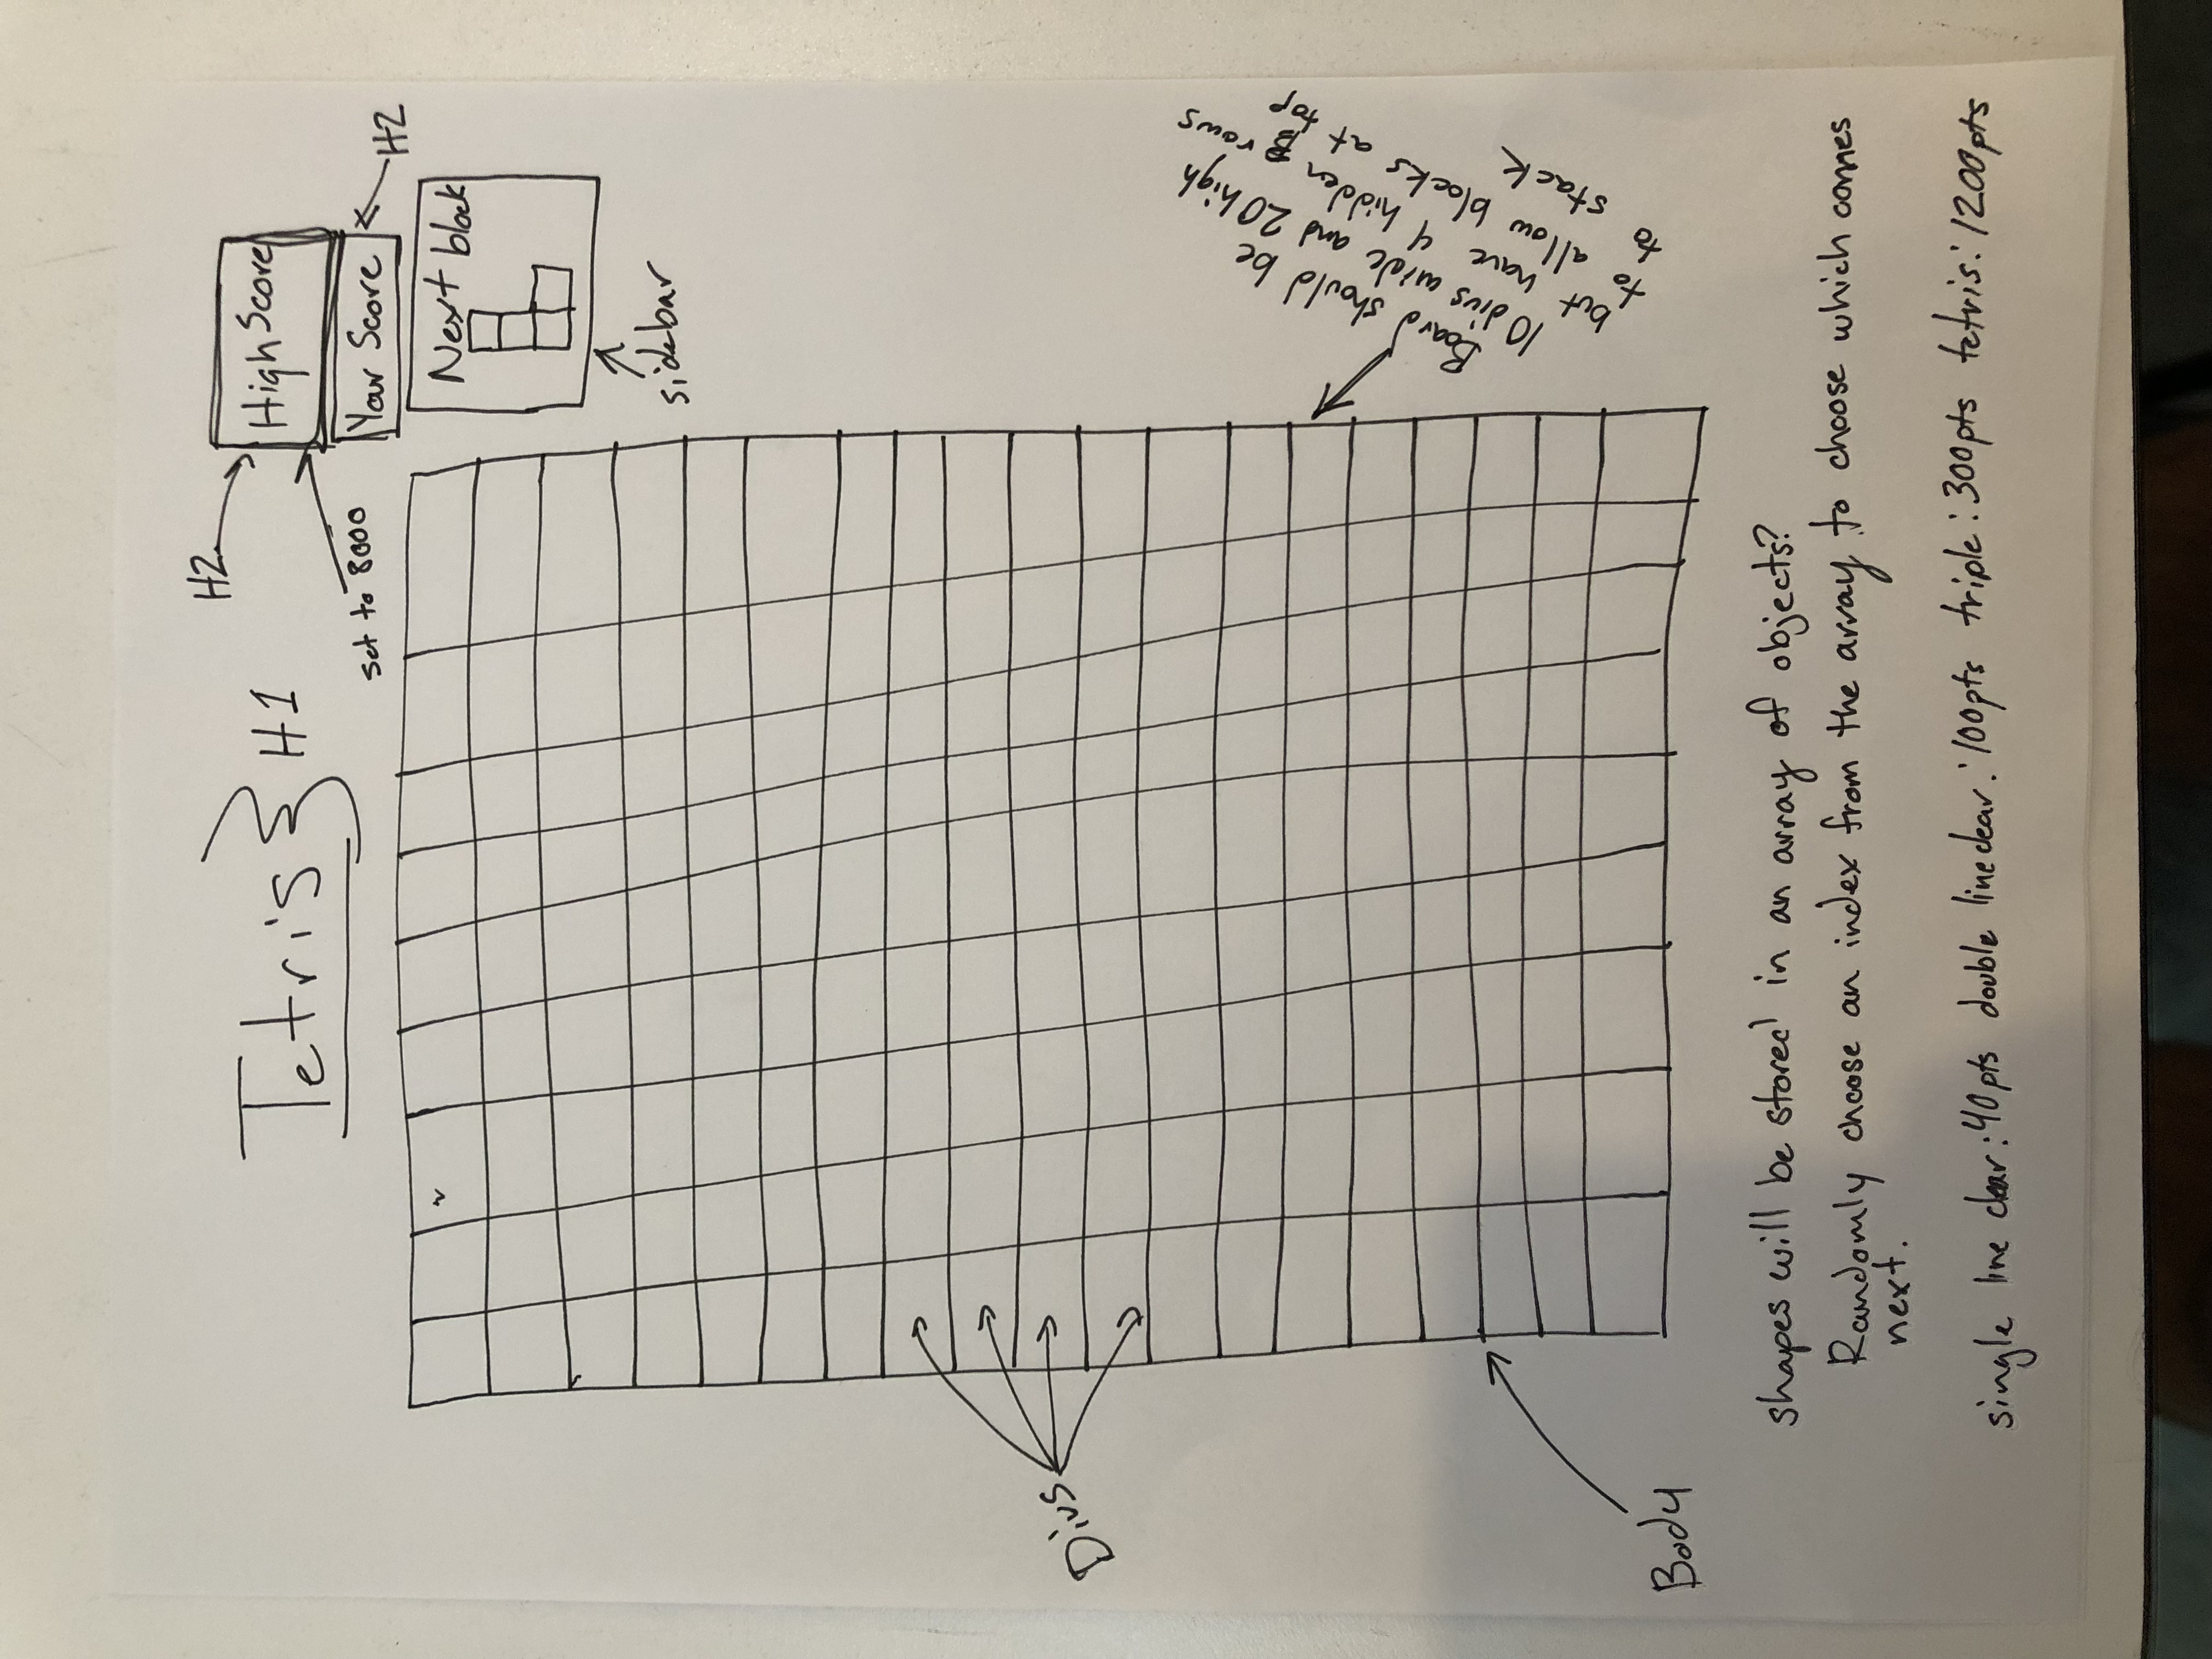 Tetris
H1
H2
High Score
set to 8000
Your Score
H2
Next block
sidebar
Divs
Board should be
10 divs wide and 20 high
but have 4 hidden rows
to allow blocks at top
to stack
Body
shapes will be stored in an array of objects?
Randomly choose an index from the array to choose which comes
next.
single line clear: 40pts double line clear: 100pts triple: 300pts tetris: 1200pts